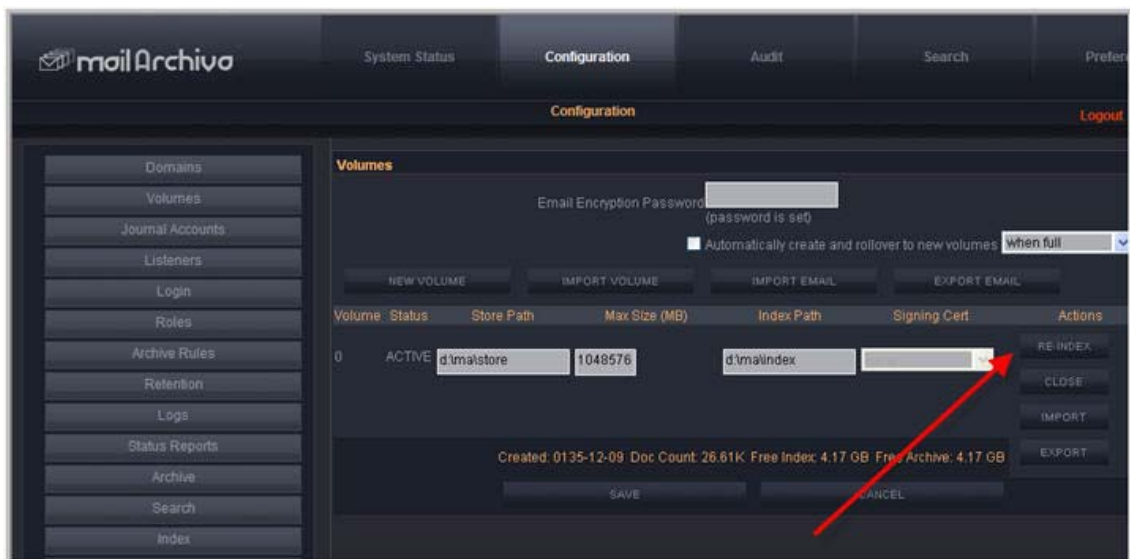 mailArchiva
System Status Configuration Audit Search Prefer
Configuration
Logout
Domains
Volumes
Journal Accounts
Listeners
Login
Roles
Archive Rules
Retention
Logs
Status Reports
Archive
Search
Index
Volumes
Email Encryption Password
(password is set)
Automatically create and rollover to new volumes when full
NEW VOLUME IMPORT VOLUME IMPORT EMAIL EXPORT EMAIL
Volume Status Store Path Max Size (MB) Index Path Signing Cert Actions
0 ACTIVE d:\ma\store 1048576 d:\ma\index RE-INDEX
CLOSE
IMPORT
EXPORT
Created: 0135-12-09 Doc Count: 26.61K Free Index: 4.17 GB Free Archive: 4.17 GB
SAVE CANCEL